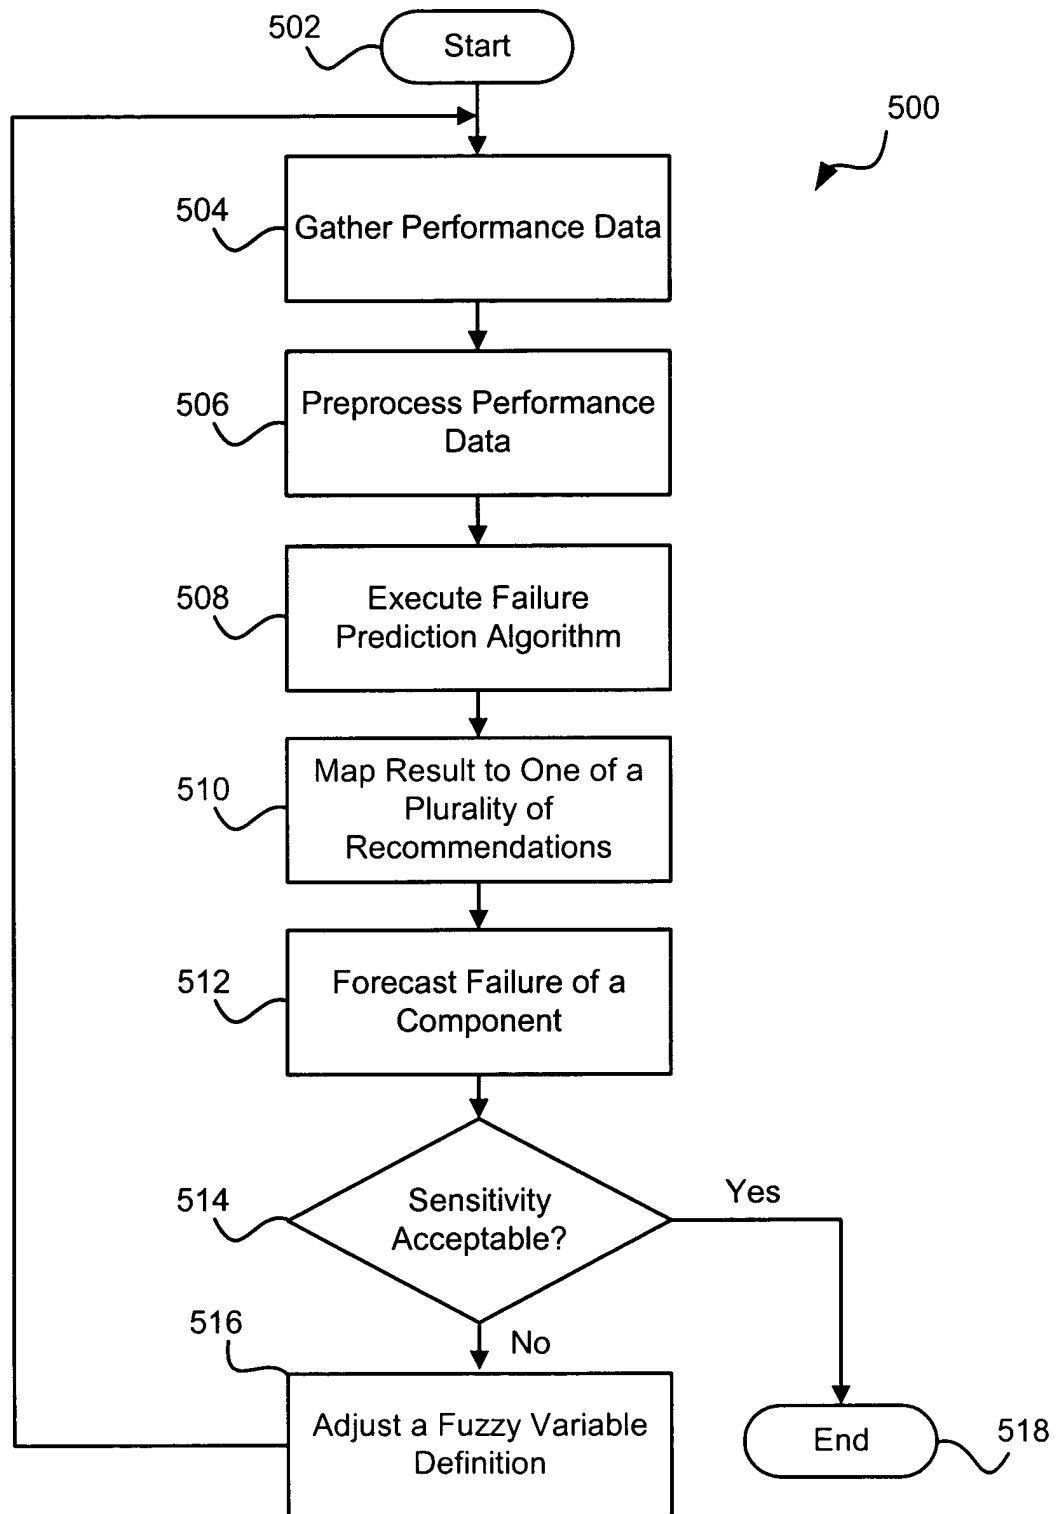 502
Start
500
504
Gather Performance Data
506
Preprocess Performance
Data
508
Execute Failure
Prediction Algorithm
510
Map Result to One of a
Plurality of
Recommendations
512
Forecast Failure of a
Component
514
Sensitivity
Acceptable?
Yes
No
516
Adjust a Fuzzy Variable
Definition
End
518